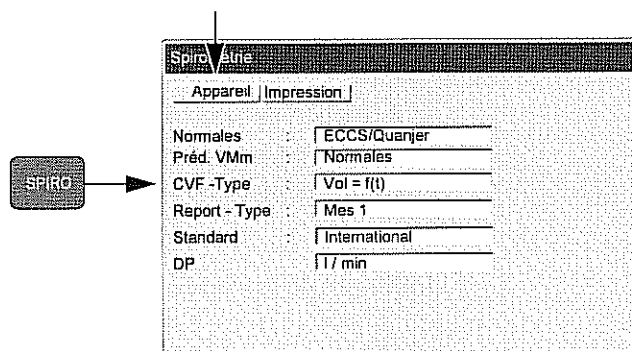 Spirométrie
Appareil Impression
Normales : ECCS/Quanjer
Préd. VMm : Normales
SPIRO
CVF -Type : Vol = f(t)
Report - Type : Mes 1
Standard : International
DP l / min